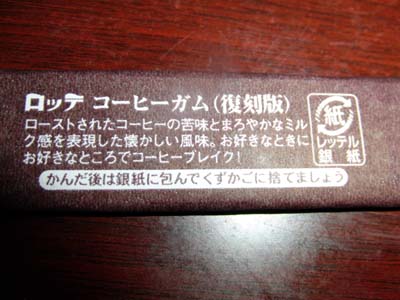 ロッテ コーヒーガム(復刻版)
ローストされたコーヒーの苦味とまろやかなミル
ク感を表現した懐かしい風味。お好きなときに
お好きなところでコーヒーブレイク!
かんだ後は銀紙に包んでくずかごに捨てましょう
紙
レッテル
銀紙